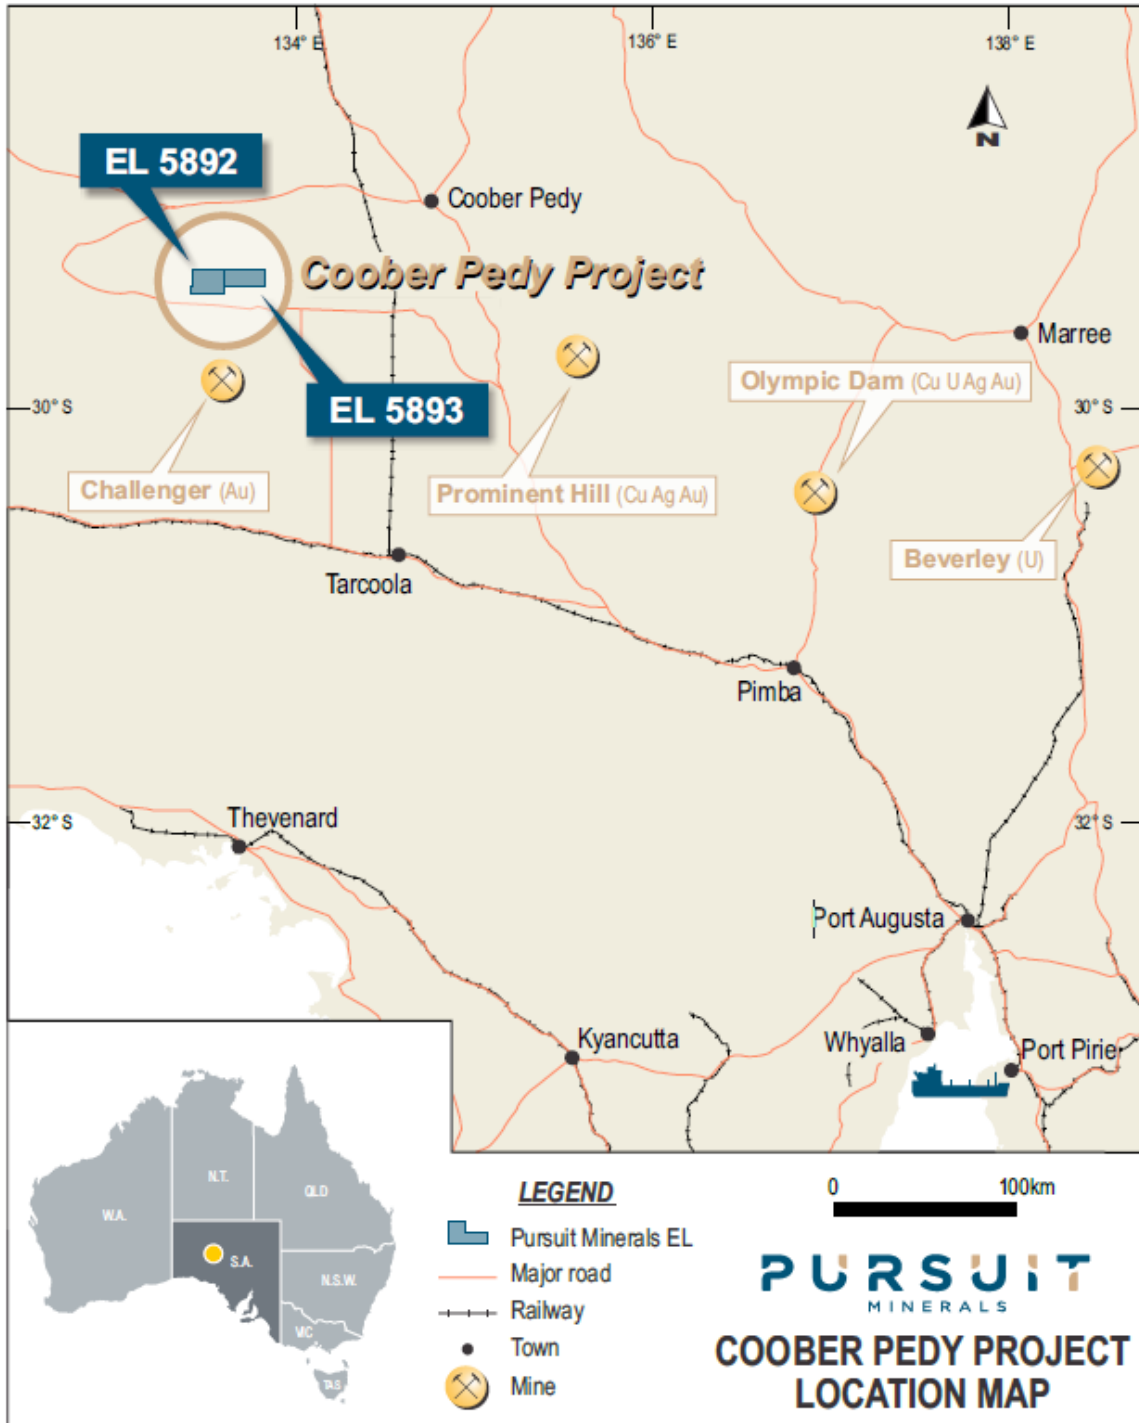 134° E
136° E
138° E
N
EL 5892
Coober Pedy
Coober Pedy Project
Marree
Olympic Dam (Cu U Ag Au)
30° S
30° S
EL 5893
Challenger (Au)
Prominent Hill (Cu Ag Au)
Beverley (U)
Tarcoola
Pimba
Thevenard
32° S
32° S
Port Augusta
Kyancutta
Whyalla
Port Pirie
N.T.
QLD
W.A.
S.A.
N.S.W.
VIC
TAS
LEGEND
Pursuit Minerals EL
Major road
Railway
Town
Mine
0 100km
PURSUIT
MINERALS
COOBER PEDY PROJECT
LOCATION MAP